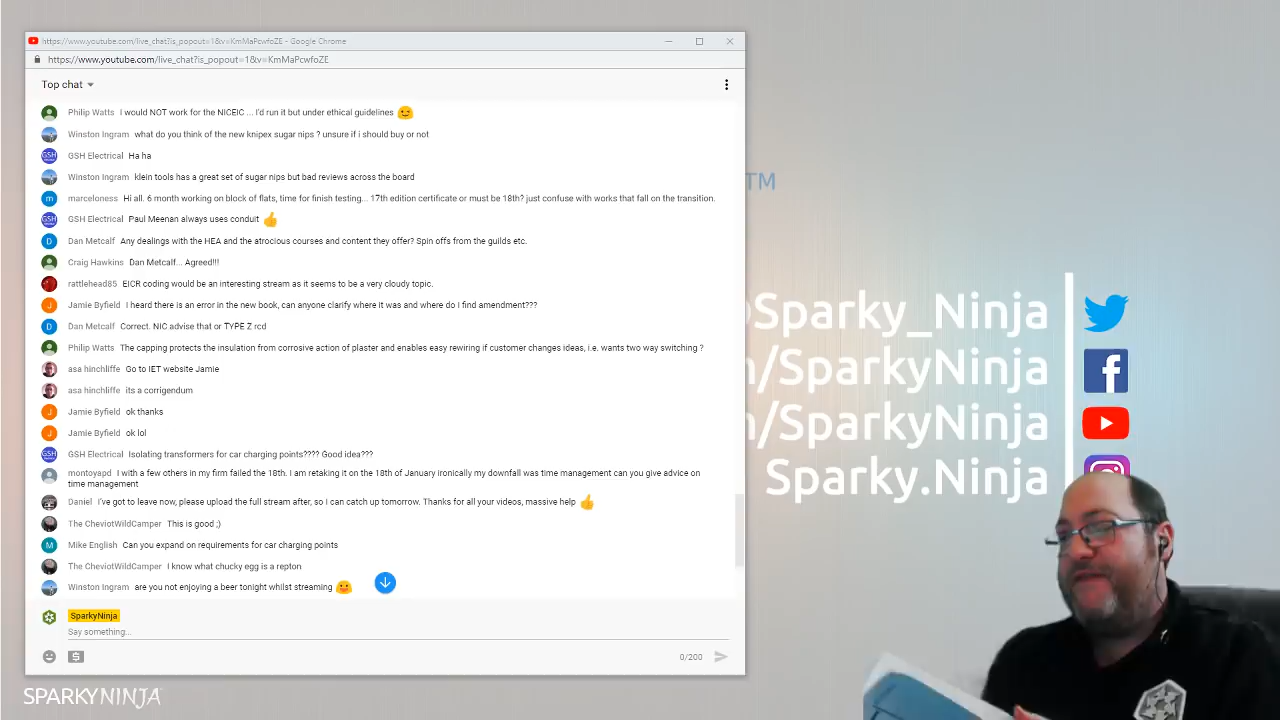 https://www.youtube.com/live_chat?is_popout=1&v=KmMaPcwfoZE - Google Chrome
https://www.youtube.com/live_chat?is_popout=1&v=KmMaPcwfoZE
Top chat
Philip Watts I would NOT work for the NICEIC ... I'd run it but under ethical guidelines 😊
Winston Ingram what do you think of the new knipex sugar nips ? unsure if i should buy or not
GSH Electrical Ha ha
Winston Ingram klein tools has a great set of sugar nips but bad reviews across the board
marceloness Hi all. 6 month working on block of flats, time for finish testing... 17th edition certificate or must be 18th? just confuse with works that fall on the transition.
GSH Electrical Paul Meenan always uses conduit 👍
Dan Metcalf Any dealings with the HEA and the atrocious courses and content they offer? Spin offs from the guilds etc.
Craig Hawkins Dan Metcalf... Agreed!!!
rattlehead85 EICR coding would be an interesting stream as it seems to be a very cloudy topic.
Jamie Byfield I heard there is an error in the new book, can anyone clarify where it was and where do I find amendment???
Dan Metcalf Correct. NIC advise that or TYPE Z rcd
Philip Watts The capping protects the insulation from corrosive action of plaster and enables easy rewiring if customer changes ideas, i.e. wants two way switching ?
asa hinchliffe Go to IET website Jamie
asa hinchliffe its a corrigendum
Jamie Byfield ok thanks
Jamie Byfield ok lol
GSH Electrical Isolating transformers for car charging points???? Good idea???
montoyapd I with a few others in my firm failed the 18th. I am resaking it on the 18th of January ironically my downfall was time management can you give advice on
time management
Daniel I've got to leave now, please upload the full stream after, so I can catch up tomorrow. Thanks for all your videos, massive help 👍
The CheviotWildCamper This is good ;)
Mike English Can you expand on requirements for car charging points
The CheviotWildCamper I know what chucky egg is a repton
Winston Ingram are you not enjoying a beer tonight whilst streaming 😛
SparkyNinja
Say something...
0/200
TM
@Sparky_Ninja
m/SparkyNinja
m/SparkyNinja
Sparky.Ninja
SPARKYNINJA